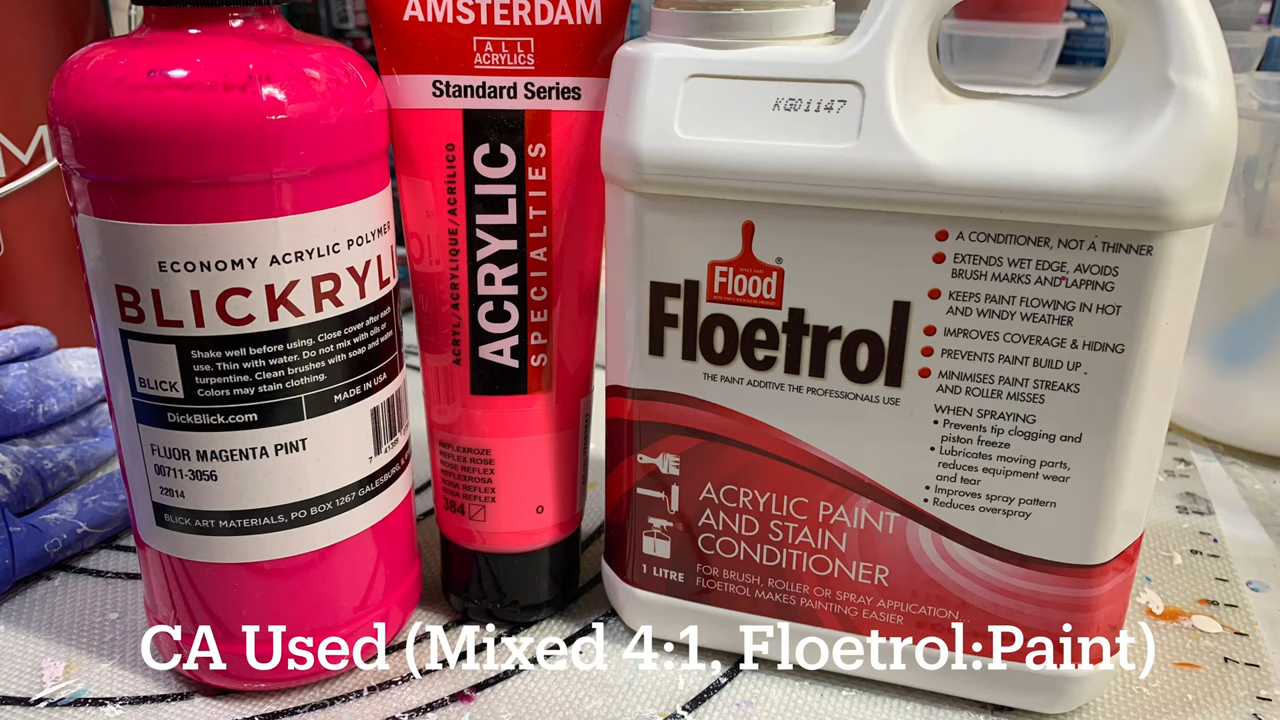 ECONOMY ACRYLIC POLYMER
BLICKRYLI
Shake well before using. Close cover after each
use. Thin with water. Do not mix with oils or
turpentine. Clean brushes with soap and water
Colors may stain clothing.
BLICK
MADE IN USA
DickBlick.com
FLUOR MAGENTA PINT
00711-3056
22014
BLICK ART MATERIALS, PO BOX 1267 GALESBURG, IL
AMSTERDAM
ALL
ACRYLICS
Standard Series
ACRYL/ACRYLIQUE/ACRÍLICO
ACRYLIC
SPECIALTIES
REFLEXROZE
REFLEX ROSE
ROSE REFLEX
REFLEXROSA
ROSA REFLEX
ROSA REFLEX
384
KG01147
SINCE 1841
Flood
Floetrol
THE PAINT ADDITIVE THE PROFESSIONALS USE
A CONDITIONER, NOT A THINNER
EXTENDS WET EDGE, AVOIDS
BRUSH MARKS AND LAPPING
KEEPS PAINT FLOWING IN HOT
AND WINDY WEATHER
IMPROVES COVERAGE & HIDING
PREVENTS PAINT BUILD UP
MINIMISES PAINT STREAKS
AND ROLLER MISSES
WHEN SPRAYING
• Prevents tip clogging and
piston freeze
• Lubricates moving parts,
reduces equipment wear
and tear
• Improves spray pattern
• Reduces overspray
ACRYLIC PAINT
AND STAIN
CONDITIONER
1 LITRE
FOR BRUSH, ROLLER OR SPRAY APPLICATION...
FLOETROL MAKES PAINTING EASIER
CA Used (Mixed 4:1, Floetrol:Paint)